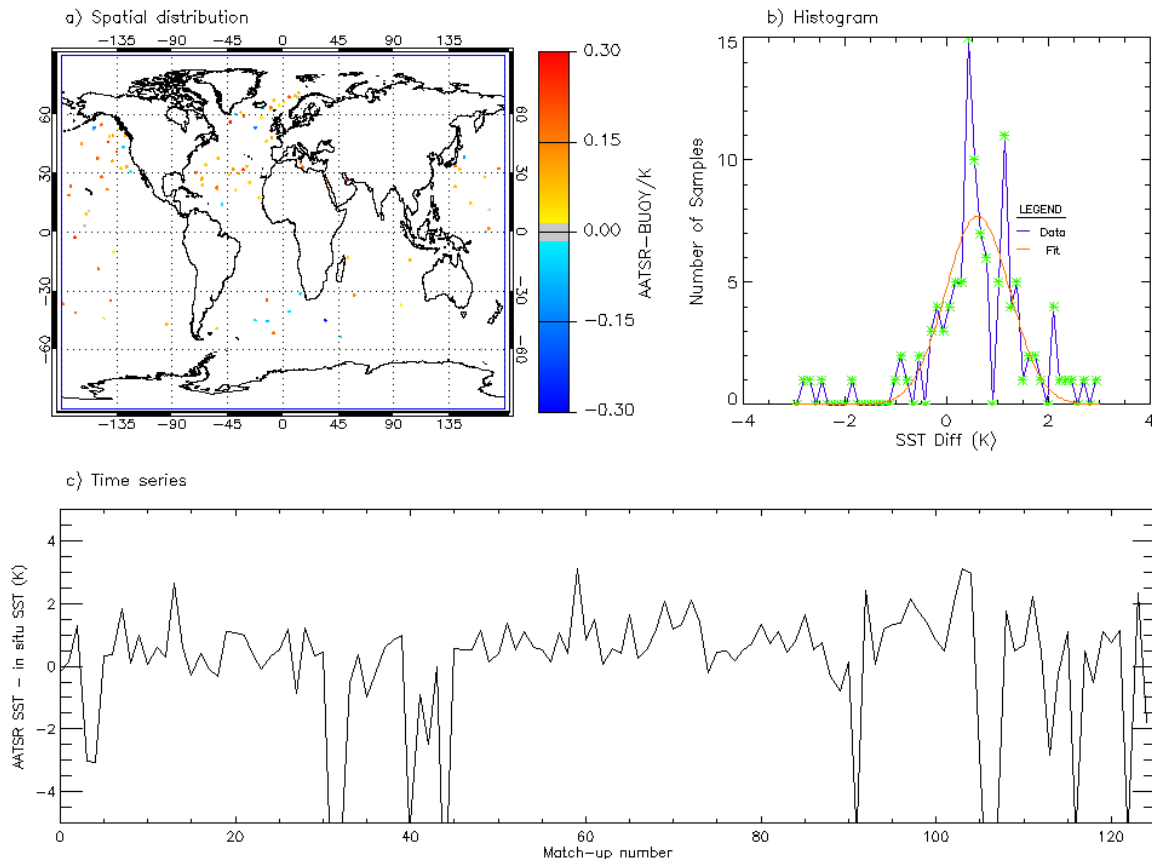 a) Spatial distribution
−135 −90 −45 0 45 90 135
60 30 0 −30 −60
60 30 0 −30 −60
−135 −90 −45 0 45 90 135
0.30
0.15
0.00
−0.15
−0.30
AATSR-BUOY/K
b) Histogram
15
10
5
0
Number of Samples
−4 −2 0 2 4
SST Diff (K)
LEGEND
Data
Fit
c) Time series
4
2
0
−2
−4
AATSR SST − in situ SST (K)
0 20 40 60 80 100 120
Match-up number